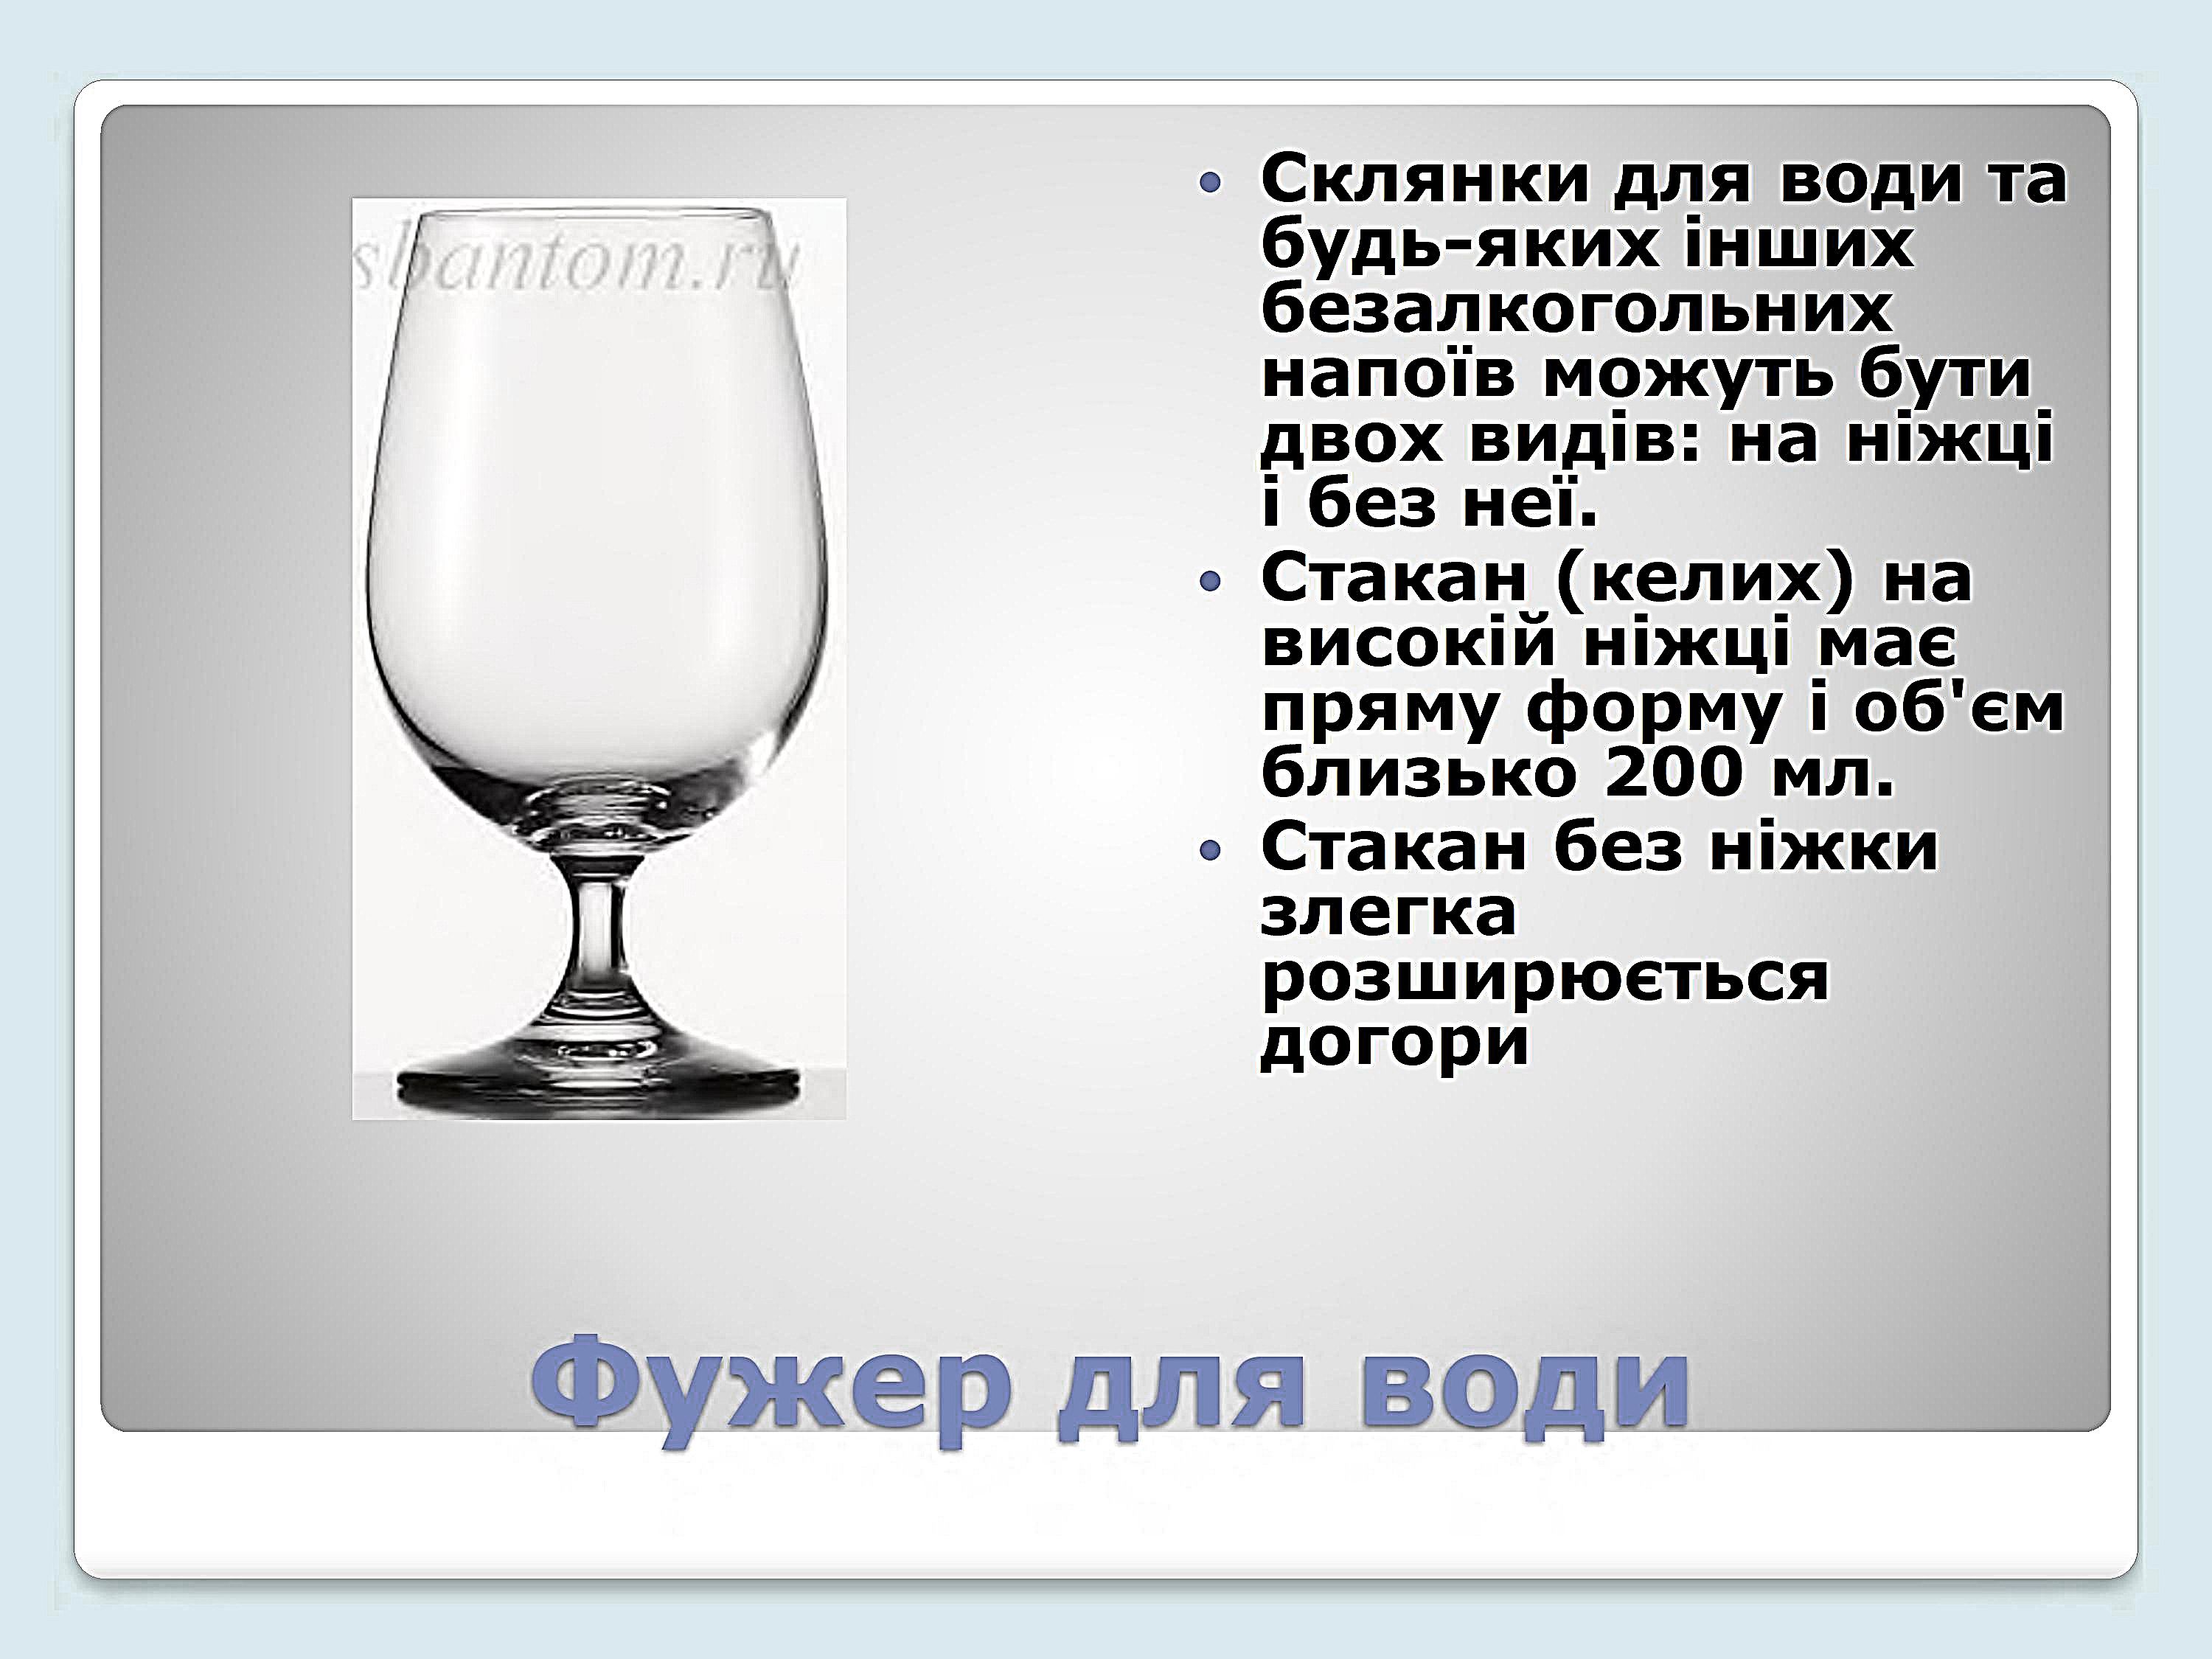 sbantom.ru
• Склянки для води та
будь-яких інших
безалкогольних
напоїв можуть бути
двох видів: на ніжці
і без неї.
• Стакан (келих) на
високій ніжці має
пряму форму і об'єм
близько 200 мл.
• Стакан без ніжки
злегка
розширюється
догори
Фужер для води